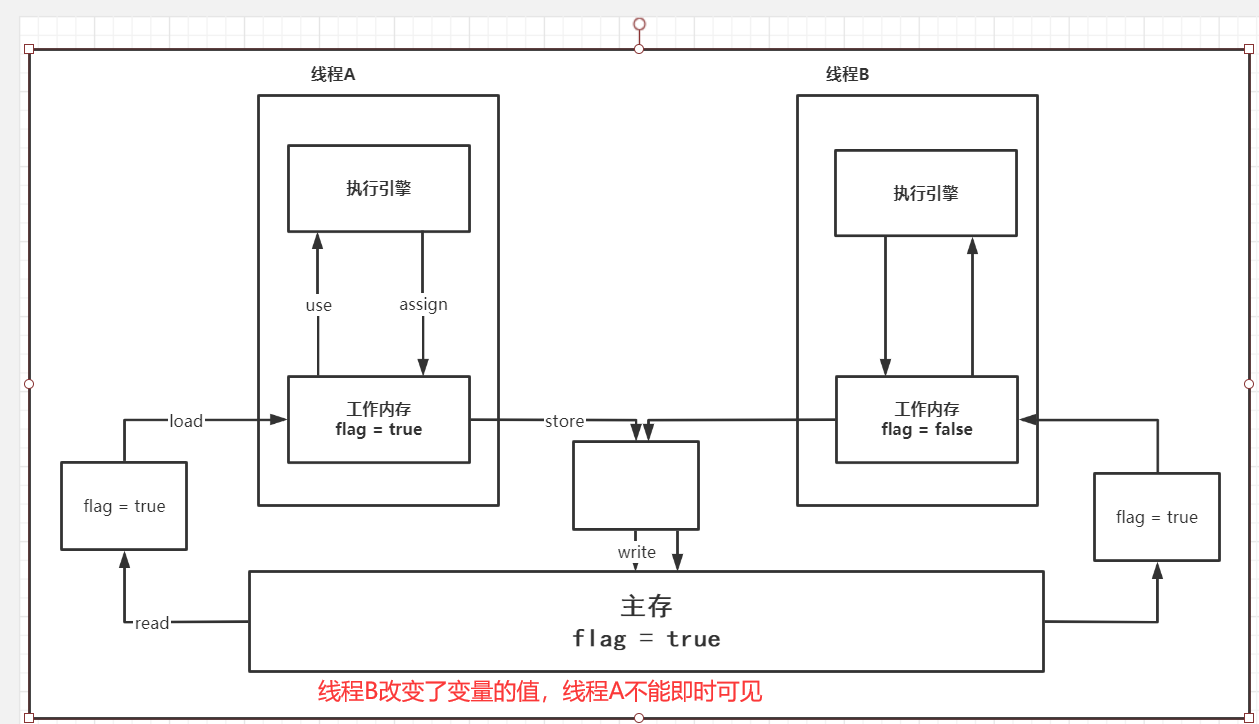 线程A
线程B
执行引擎
执行引擎
use
assign
工作内存
flag = true
工作内存
flag = false
load
store
flag = true
flag = true
write
主存
flag = true
read
线程B改变了变量的值，线程A不能即时可见